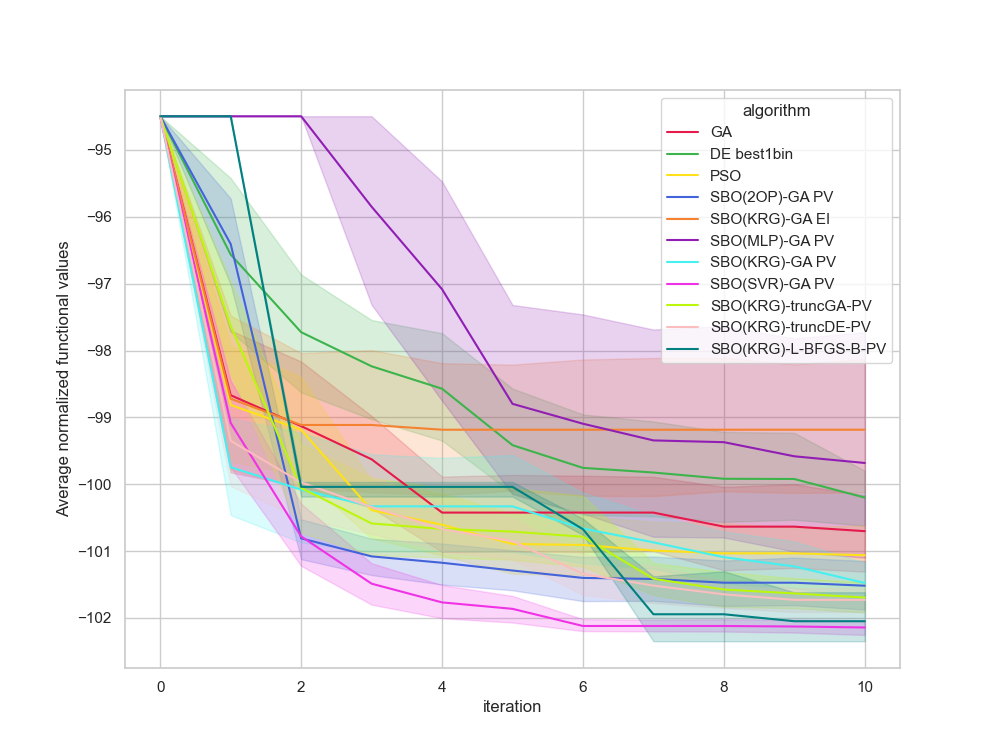 algorithm
GA
DE best1bin
PSO
SBO(2OP)-GA PV
SBO(KRG)-GA EI
SBO(MLP)-GA PV
SBO(KRG)-GA PV
SBO(SVR)-GA PV
SBO(KRG)-truncGA-PV
SBO(KRG)-truncDE-PV
SBO(KRG)-L-BFGS-B-PV
Average normalized functional values
−95
−96
−97
−98
−99
−100
−101
−102
0 2 4 6 8 10
iteration